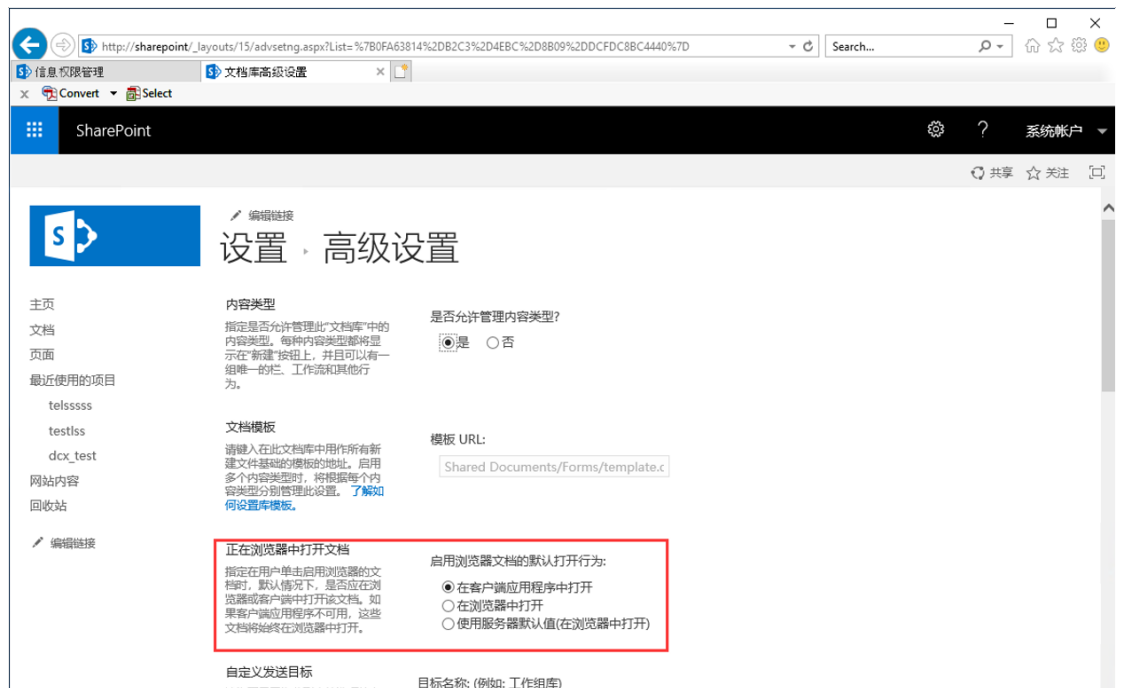 http://sharepoint/_layouts/15/advsetng.aspx?List=%7B0FA63814%2DB2C3%2D4EBC%2D8B09%2DDCFDC8BC4440%7D
Search...
信息权限管理
文档库高级设置
Convert
Select
SharePoint
?
系统帐户
共享
关注
编辑链接
设置 · 高级设置
主页
文档
页面
最近使用的项目
telsssss
testlss
dcx_test
网站内容
回收站
编辑链接
内容类型
指定是否允许管理此"文档库"中的
内容类型。每种内容类型都将显
示在"新建"按钮上，并且可以有一
组唯一的栏、工作流和其他行
为。
是否允许管理内容类型?
是
否
文档模板
请键入在此文档库中用作所有新
建文件基础的模板的地址。启用
多个内容类型时，将根据每个内
容类型分别管理此设置。 了解如
何设置库模板。
模板 URL:
Shared Documents/Forms/template.c
正在浏览器中打开文档
指定在用户单击启用浏览器的文
档时，默认情况下，是否应在浏
览器或客户端中打开该文档。如
果客户端应用程序不可用，这些
文档将始终在浏览器中打开。
启用浏览器文档的默认打开行为:
在客户端应用程序中打开
在浏览器中打开
使用服务器默认值(在浏览器中打开)
自定义发送目标
目标名称: (例如: 工作组库)